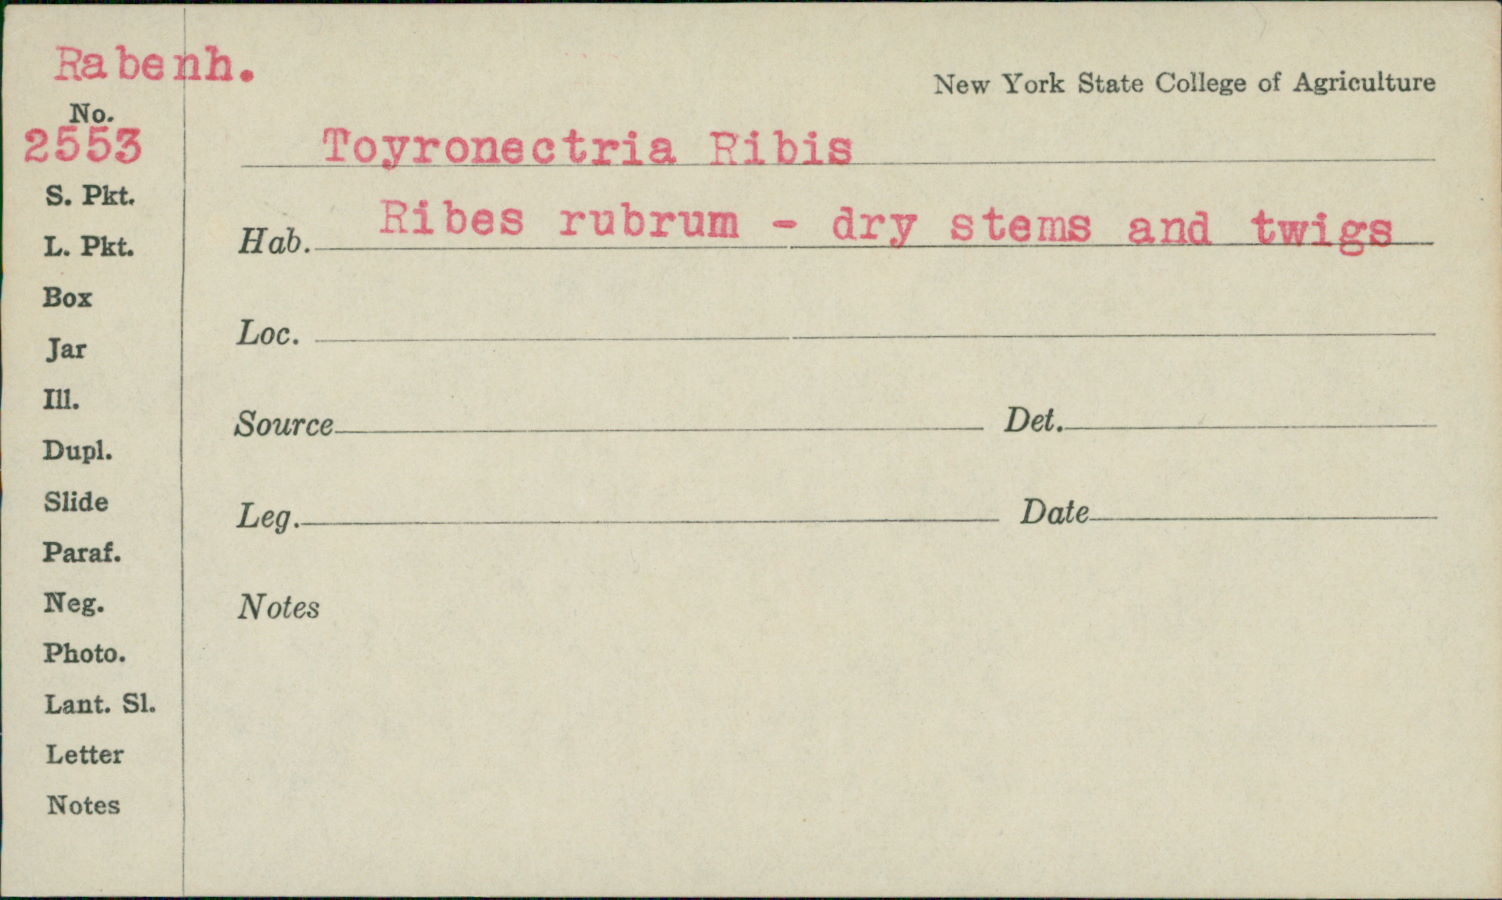 Rabenh.
New York State College of Agriculture
No.
2553
Toyronectria Ribis
S. Pkt.
Hab. Ribes rubrum - dry stems and twigs
L. Pkt.
Box
Loc.
Jar
Ill.
Source Det.
Dupl.
Slide
Leg. Date
Paraf.
Neg.
Notes
Photo.
Lant. Sl.
Letter
Notes